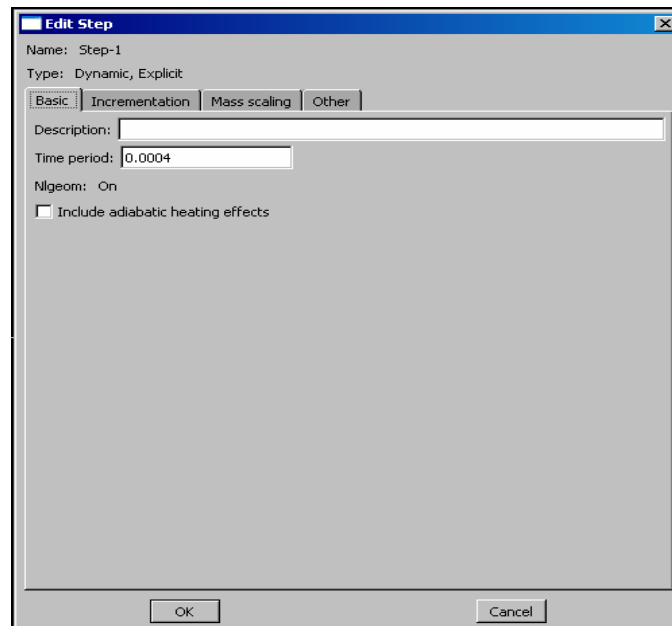 Edit Step
Name: Step-1
Type: Dynamic, Explicit
Basic Incrementation Mass scaling Other
Description:
Time period: 0.0004
Nlgeom: On
Include adiabatic heating effects
OK Cancel